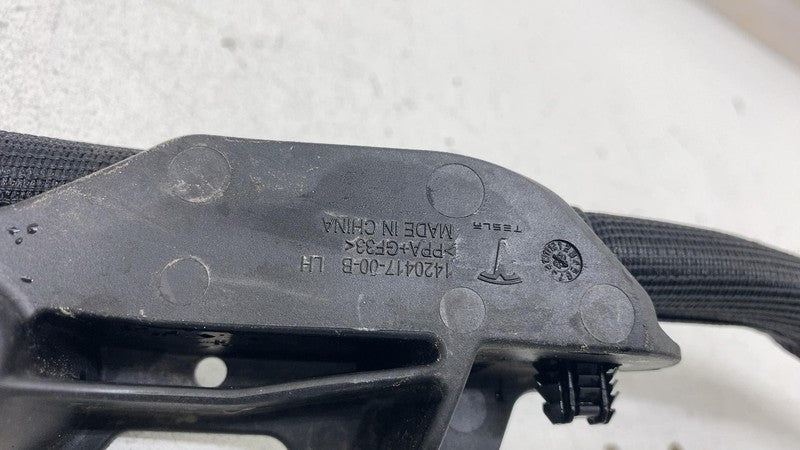 1420417-00-B LH
>PPA+GF33<
MADE IN CHINA
TESLA